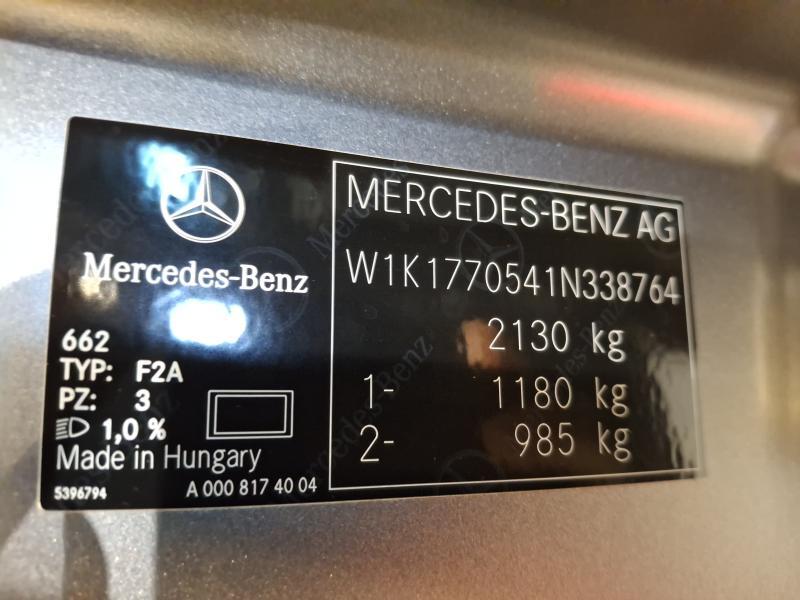 Mercedes-Benz
662
TYP: F2A
PZ: 3
1,0 %
Made in Hungary
5396794 A 000 817 40 04
MERCEDES-BENZ AG
W1K1770541N338764
2130 kg
1- 1180 kg
2- 985 kg